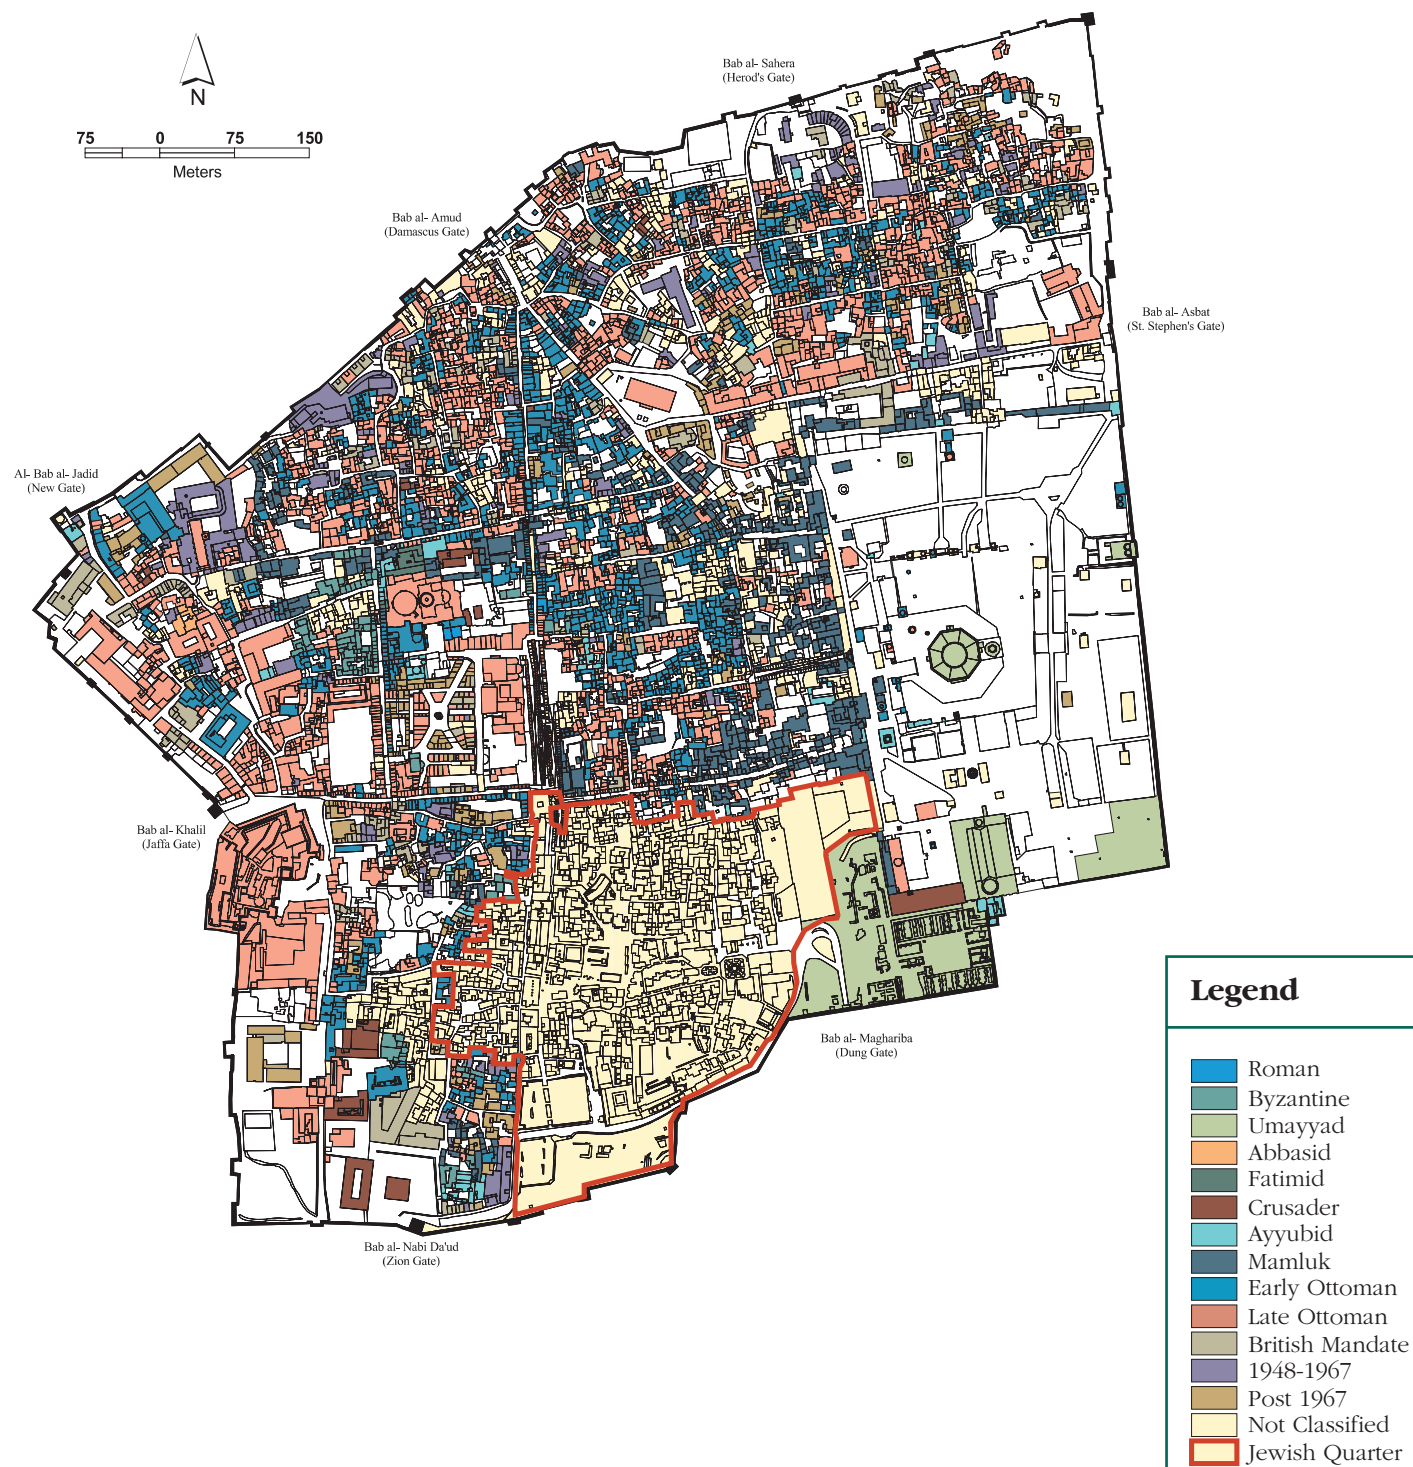 Bab al- Sahera
(Herod's Gate)
N
75 0 75 150
Meters
Bab al- Amud
(Damascus Gate)
Bab al- Asbat
(St. Stephen's Gate)
Al- Bab al- Jadid
(New Gate)
Bab al- Khalil
(Jaffa Gate)
Bab al- Maghariba
(Dung Gate)
Bab al- Nabi Da'ud
(Zion Gate)
Legend
Roman
Byzantine
Umayyad
Abbasid
Fatimid
Crusader
Ayyubid
Mamluk
Early Ottoman
Late Ottoman
British Mandate
1948-1967
Post 1967
Not Classified
Jewish Quarter